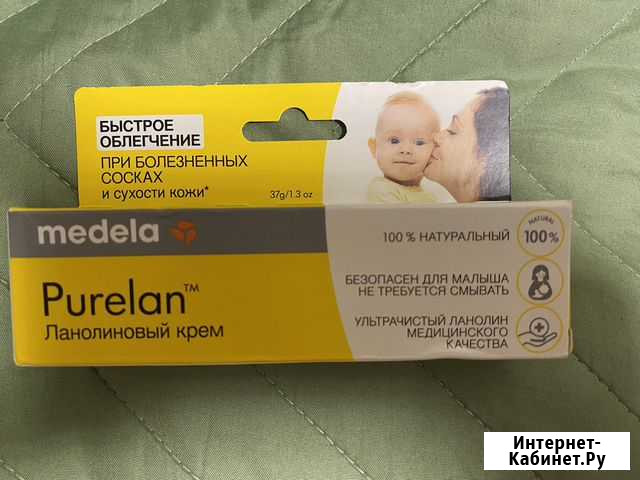 БЫСТРОЕ
ОБЛЕГЧЕНИЕ
ПРИ БОЛЕЗНЕННЫХ
СОСКАХ
И СУХОСТИ КОЖИ*
37g/1.3 oz
medela
Purelan™
Ланолиновый крем
100 % НАТУРАЛЬНЫЙ
NATURAL
100%
БЕЗОПАСЕН ДЛЯ МАЛЫША
НЕ ТРЕБУЕТСЯ СМЫВАТЬ
УЛЬТРАЧИСТЫЙ ЛАНОЛИН
МЕДИЦИНСКОГО
КАЧЕСТВА
Интернет-
Кабинет.Ру